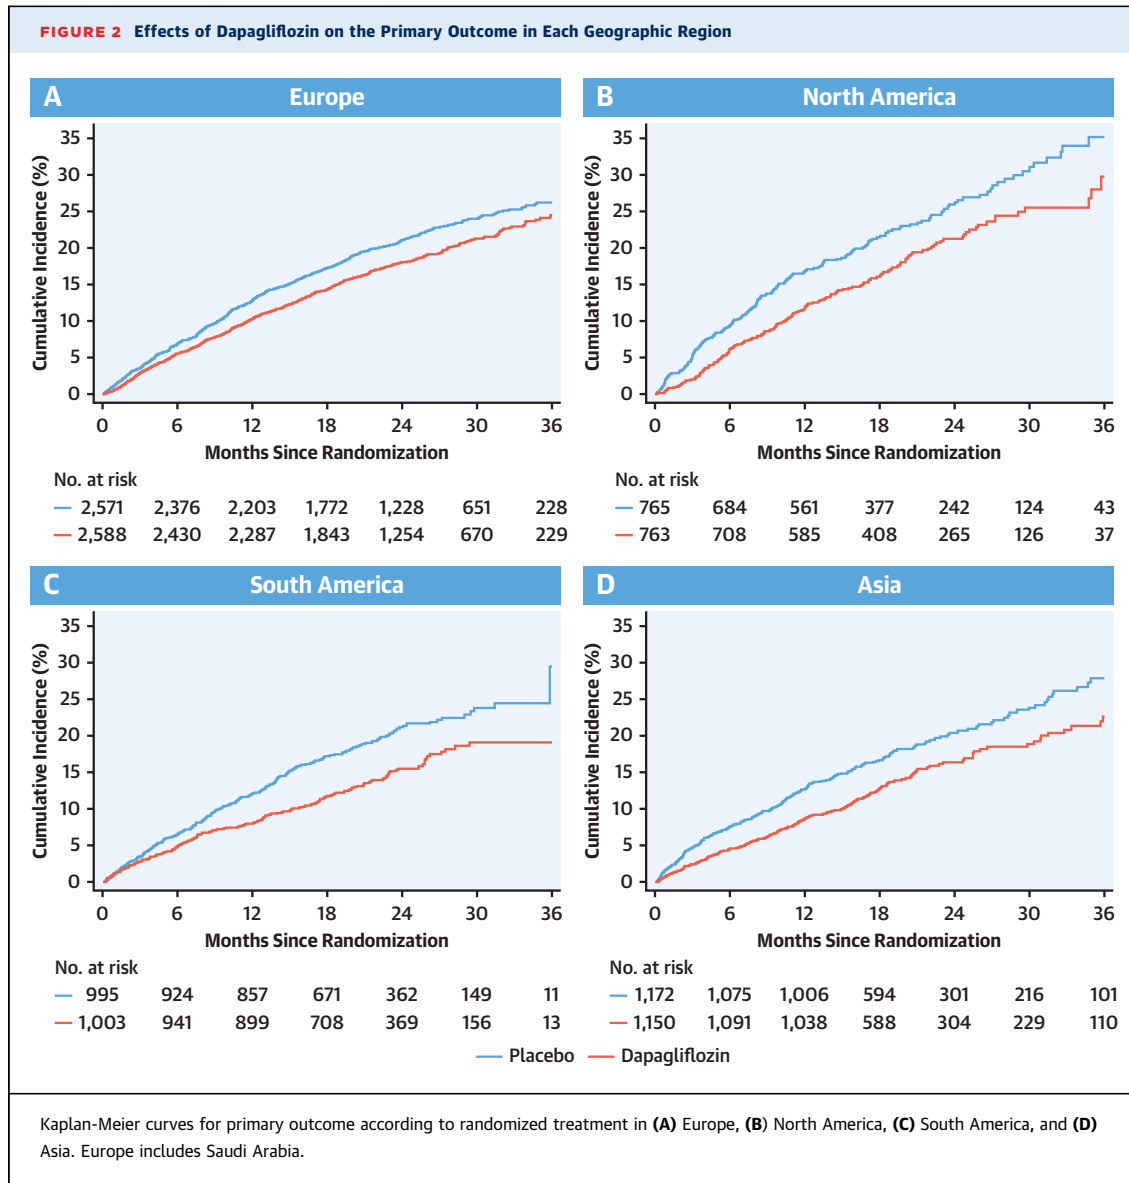 FIGURE 2 Effects of Dapagliflozin on the Primary Outcome in Each Geographic Region
A Europe
Cumulative Incidence (%)
35
30
25
20
15
10
5
0
0 6 12 18 24 30 36
Months Since Randomization
No. at risk
2,571 2,376 2,203 1,772 1,228 651 228
2,588 2,430 2,287 1,843 1,254 670 229
B North America
Cumulative Incidence (%)
35
30
25
20
15
10
5
0
0 6 12 18 24 30 36
Months Since Randomization
No. at risk
765 684 561 377 242 124 43
763 708 585 408 265 126 37
C South America
Cumulative Incidence (%)
35
30
25
20
15
10
5
0
0 6 12 18 24 30 36
Months Since Randomization
No. at risk
995 924 857 671 362 149 11
1,003 941 899 708 369 156 13
D Asia
Cumulative Incidence (%)
35
30
25
20
15
10
5
0
0 6 12 18 24 30 36
Months Since Randomization
No. at risk
1,172 1,075 1,006 594 301 216 101
1,150 1,091 1,038 588 304 229 110
Placebo Dapagliflozin
Kaplan-Meier curves for primary outcome according to randomized treatment in (A) Europe, (B) North America, (C) South America, and (D)
Asia. Europe includes Saudi Arabia.